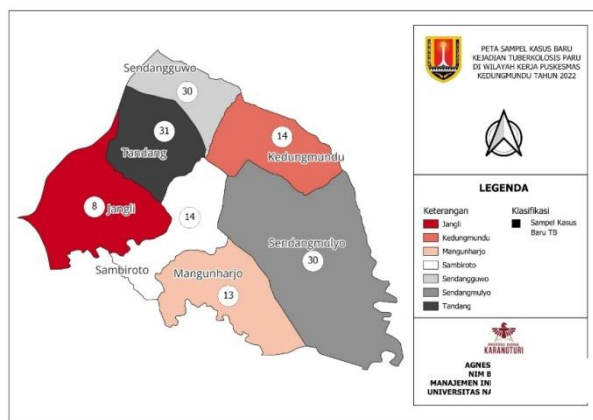 Sendangguwo
30
31
Tandang
14
Kedungmundu
8
Jangli
14
Sendangmulyo
30
Sambiroto
Mangunharjo
13
PETA SAMPEL KASUS BARU
KEJADIAN TUBERKOLOSIS PARU
DI WILAYAH KERJA PUSKESMAS
KEDUNGMUNDU TAHUN 2022
LEGENDA
Keterangan
Jangli
Kedungmundu
Mangunharjo
Sambiroto
Sendangguwo
Sendangmulyo
Tandang
Klasifikasi
Sampel Kasus
Baru TB
KARANGTURI
AGNES
NIM
MANAJEMEN
UNIVERSITAS